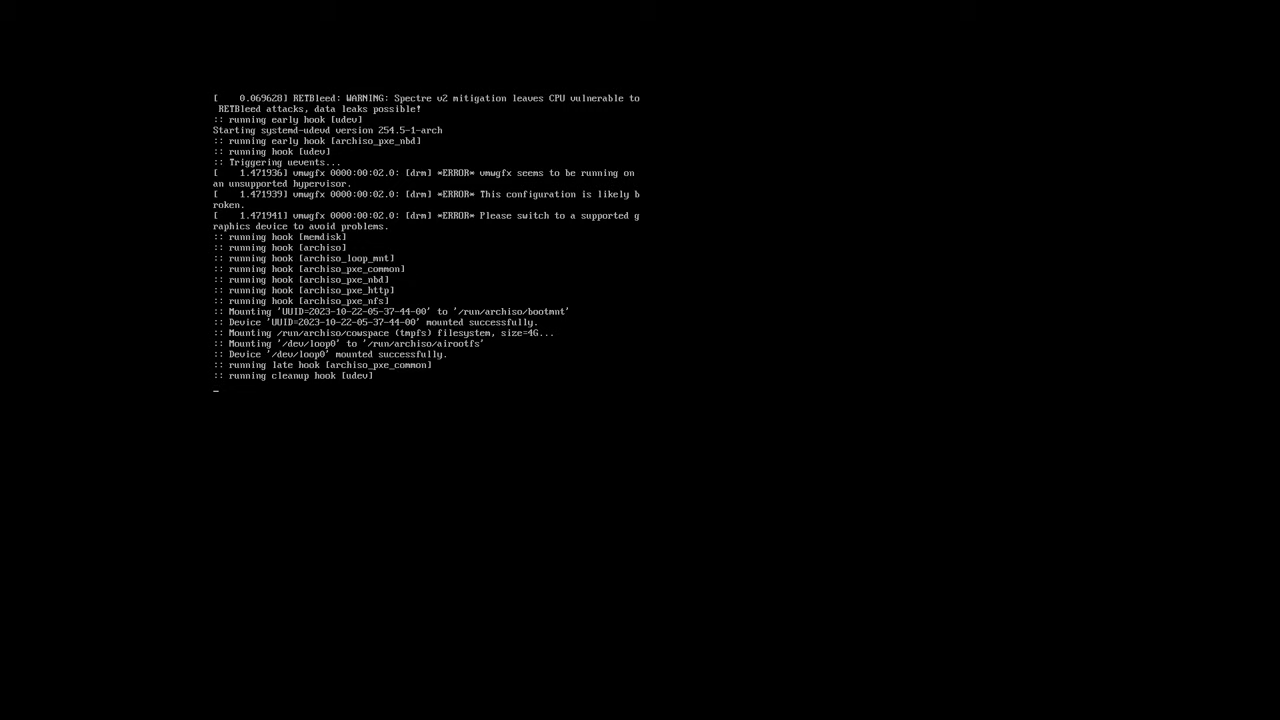 [    0.069628] RETBleed: WARNING: Spectre v2 mitigation leaves CPU vulnerable to
 RETBleed attacks, data leaks possible!
:: running early hook [udev]
Starting systemd-udevd version 254.5-1-arch
:: running early hook [archiso_pxe_nbd]
:: running hook [udev]
:: Triggering uevents...
[    1.471936] vmwgfx 0000:00:02.0: [drm] *ERROR* vmwgfx seems to be running on
an unsupported hypervisor.
[    1.471939] vmwgfx 0000:00:02.0: [drm] *ERROR* This configuration is likely b
roken.
[    1.471941] vmwgfx 0000:00:02.0: [drm] *ERROR* Please switch to a supported g
raphics device to avoid problems.
:: running hook [memdisk]
:: running hook [archiso]
:: running hook [archiso_loop_mnt]
:: running hook [archiso_pxe_common]
:: running hook [archiso_pxe_nbd]
:: running hook [archiso_pxe_http]
:: running hook [archiso_pxe_nfs]
:: Mounting 'UUID=2023-10-22-05-37-44-00' to '/run/archiso/bootmnt'
:: Device 'UUID=2023-10-22-05-37-44-00' mounted successfully.
:: Mounting /run/archiso/cowspace (tmpfs) filesystem, size=4G...
:: Mounting '/dev/loop0' to '/run/archiso/airootfs'
:: Device '/dev/loop0' mounted successfully.
:: running late hook [archiso_pxe_common]
:: running cleanup hook [udev]
_